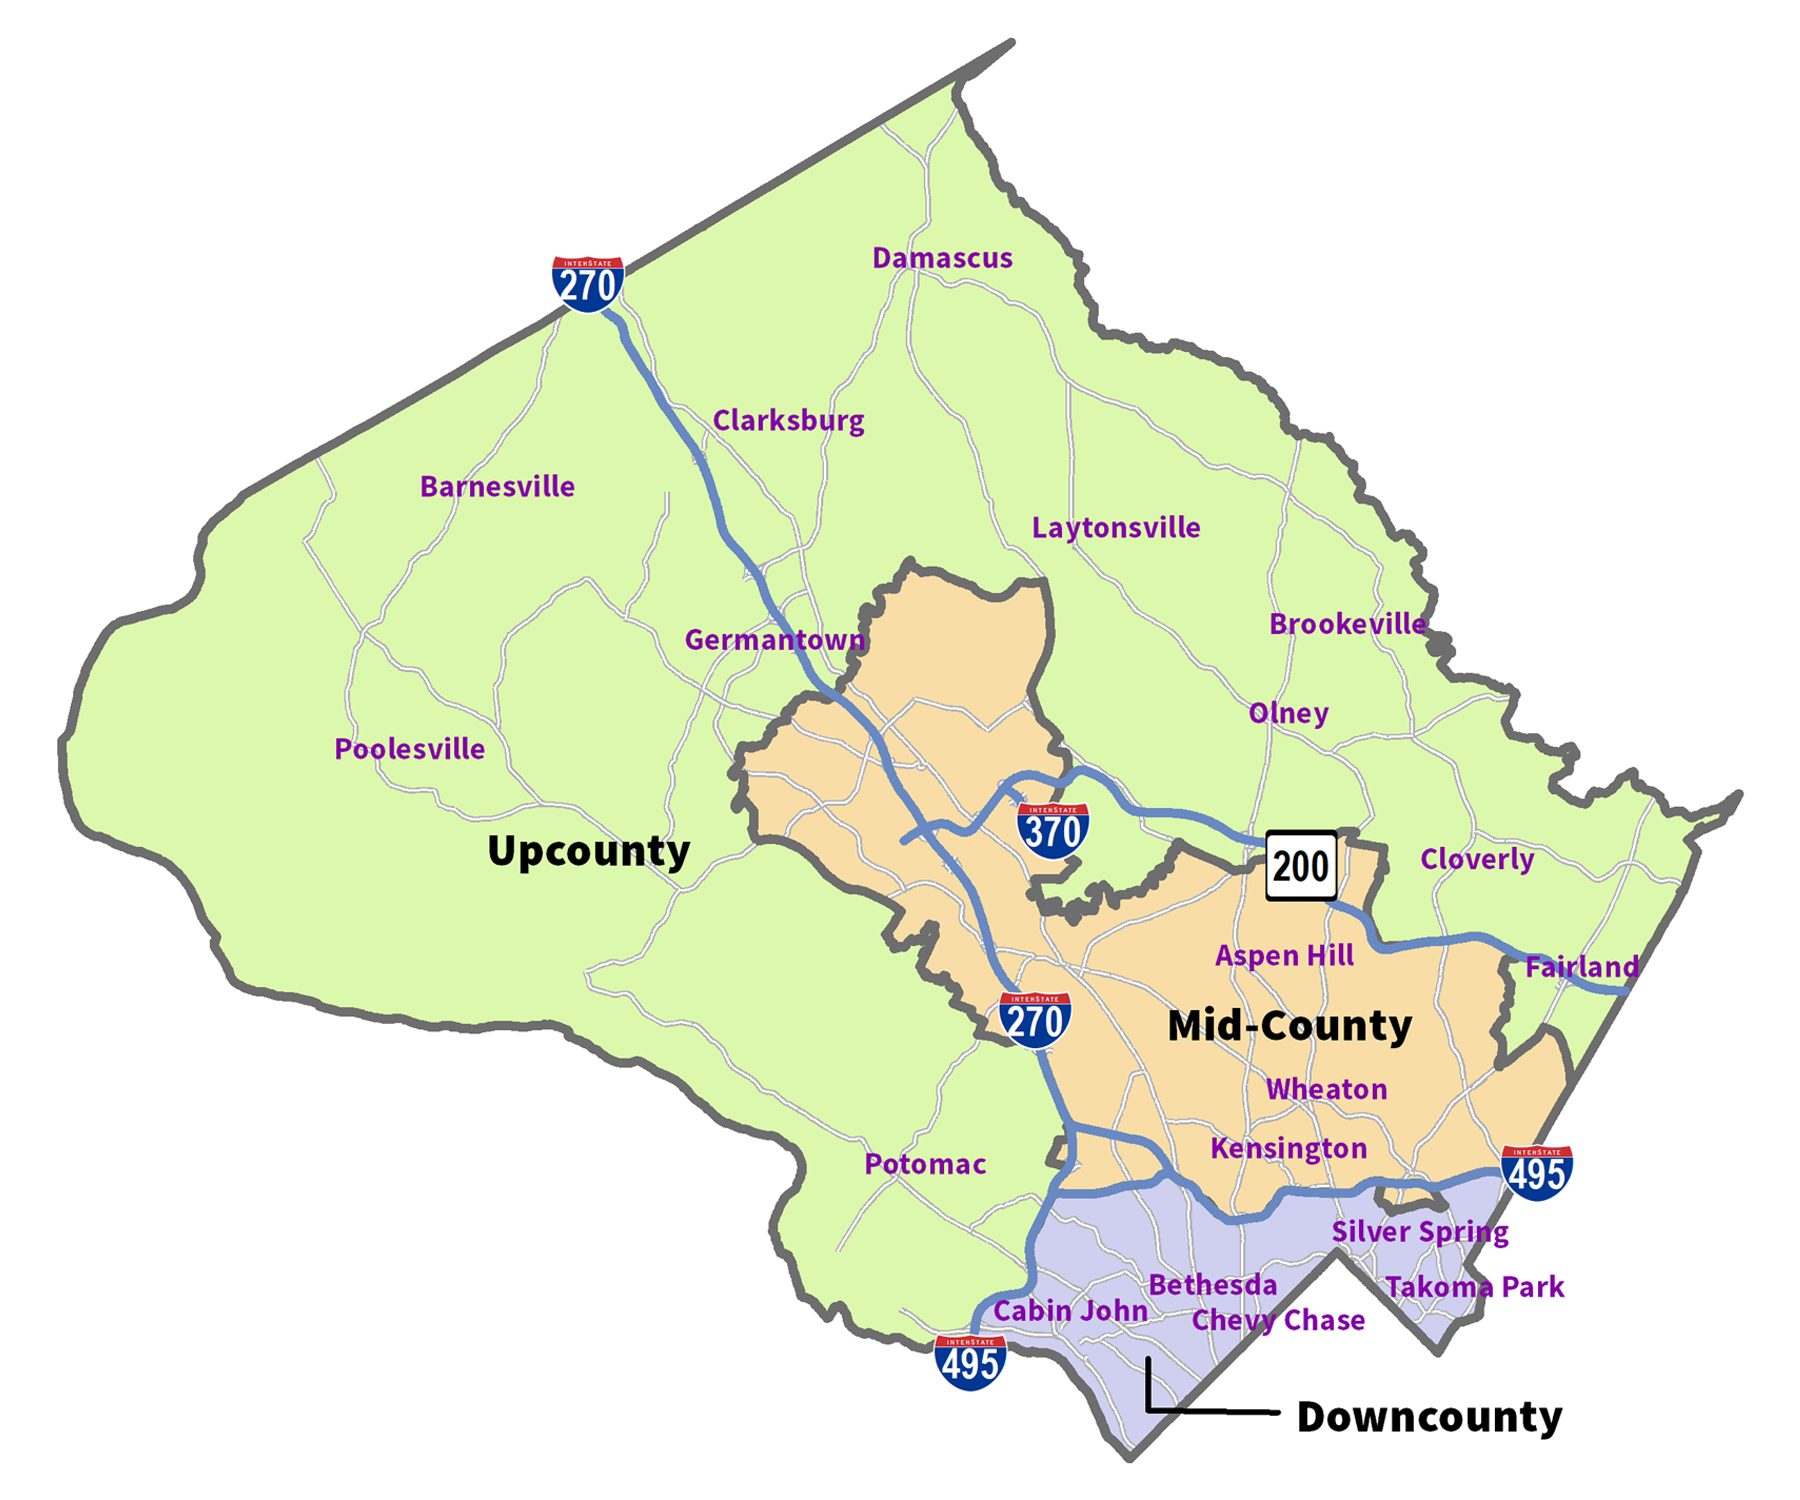 Damascus
INTERSTATE
270
Clarksburg
Barnesville
Laytonsville
Brookeville
Germantown
Olney
Poolesville
INTERSTATE
370
Upcounty
200
Cloverly
Aspen Hill
Fairland
INTERSTATE
270
Mid-County
Wheaton
Kensington
Potomac
INTERSTATE
495
Silver Spring
Bethesda
Takoma Park
Cabin John
Chevy Chase
INTERSTATE
495
Downcounty